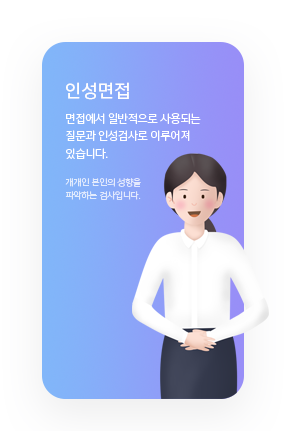 인성면접
면접에서 일반적으로 사용되는
질문과 인성검사로 이루어져
있습니다.
개개인 본인의 성향을
파악하는 검사입니다.